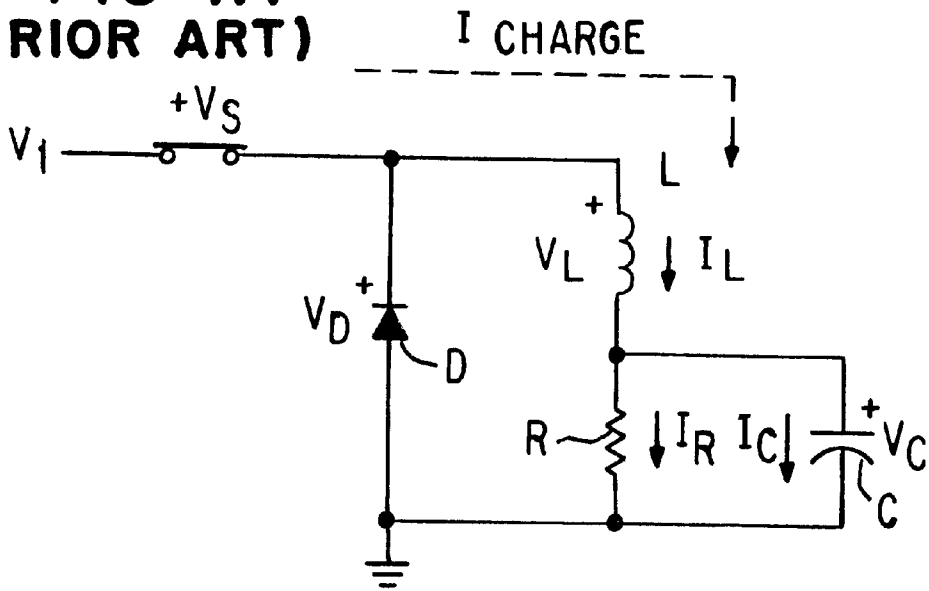 RIOR ART)
I CHARGE
+VS
V1
L
+
VL
IL
+
VD
D
R
IR
IC
+
VC
C